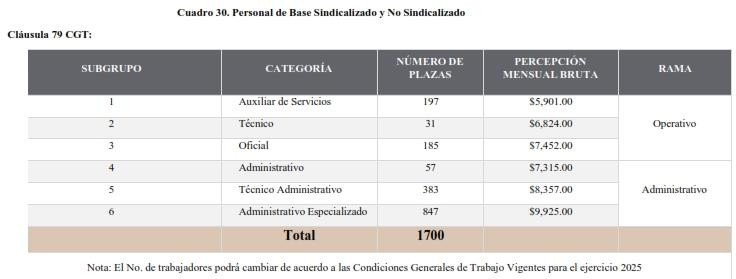 Cuadro 30. Personal de Base Sindicalizado y No Sindicalizado
Cláusula 79 CGT:
SUBGRUPO CATEGORÍA NÚMERO DE PLAZAS PERCEPCIÓN MENSUAL BRUTA RAMA
1 Auxiliar de Servicios 197 $5,901.00
2 Técnico 31 $6,824.00 Operativo
3 Oficial 185 $7,452.00
4 Administrativo 57 $7,315.00
5 Técnico Administrativo 383 $8,357.00 Administrativo
6 Administrativo Especializado 847 $9,925.00
Total 1700
Nota: El No. de trabajadores podrá cambiar de acuerdo a las Condiciones Generales de Trabajo Vigentes para el ejercicio 2025